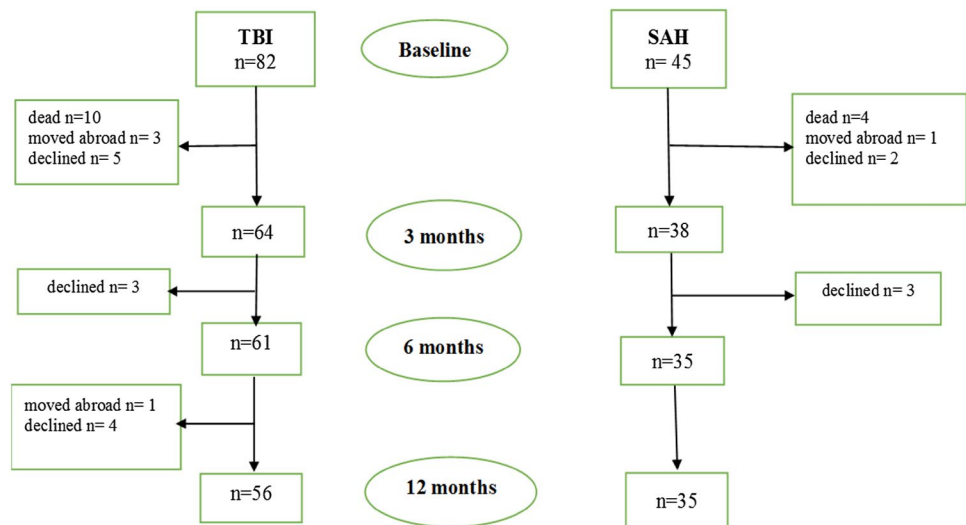 TBI
n=82
Baseline
SAH
n= 45
dead n=10
moved abroad n= 3
declined n= 5
dead n=4
moved abroad n= 1
declined n= 2
n=64
3 months
n=38
declined n= 3
declined n= 3
n=61
6 months
n=35
moved abroad n= 1
declined n= 4
n=56
12 months
n=35